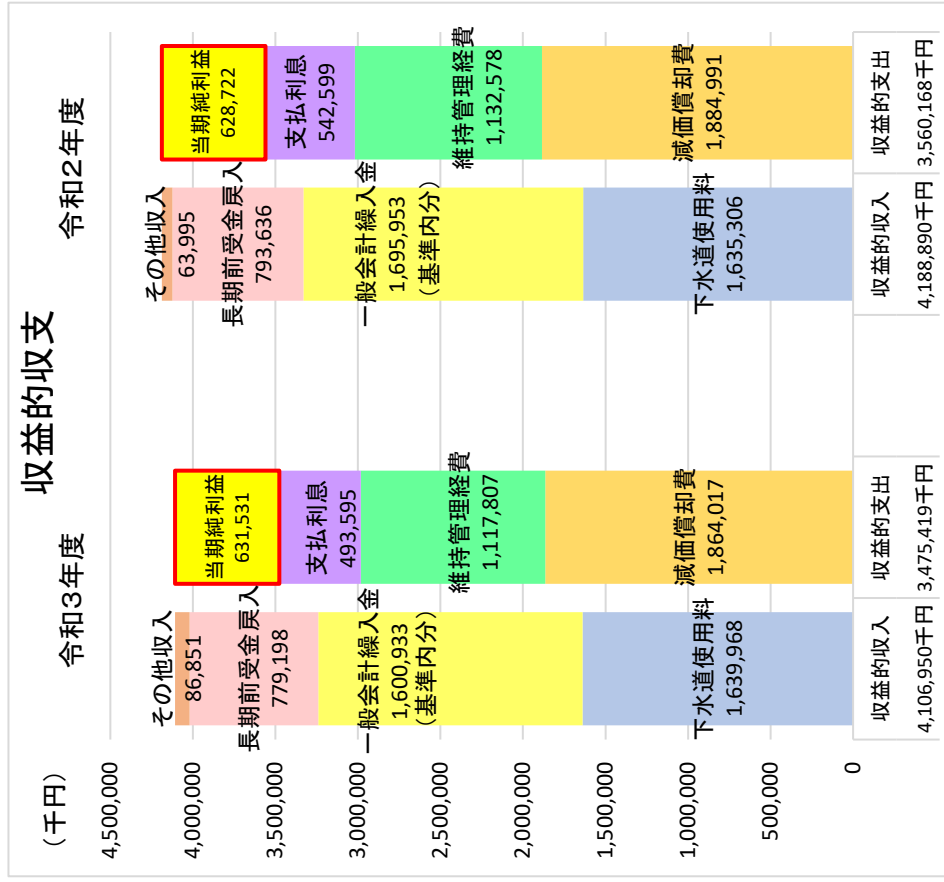 収益的収支
（千円）
令和3年度
令和2年度
4,500,000
4,000,000
3,500,000
3,000,000
2,500,000
2,000,000
1,500,000
1,000,000
500,000
0
その他収入
86,851
長期前受金戻入
779,198
一般会計繰入金
1,600,933
（基準内分）
下水道使用料
1,639,968
当期純利益
631,531
支払利息
493,595
維持管理経費
1,117,807
減価償却費
1,864,017
その他収入
63,995
長期前受金戻入
793,636
一般会計繰入金
1,695,953
（基準内分）
下水道使用料
1,635,306
当期純利益
628,722
支払利息
542,599
維持管理経費
1,132,578
減価償却費
1,884,991
収益的収入
4,106,950千円
収益的支出
3,475,419千円
収益的収入
4,188,890千円
収益的支出
3,560,168千円